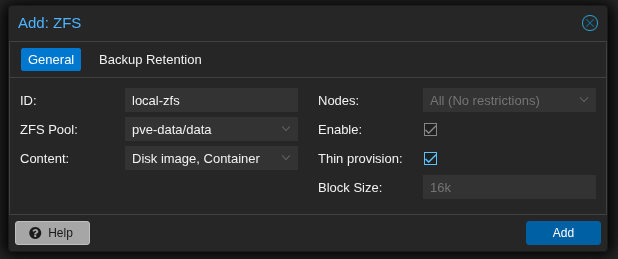 Add: ZFS
General Backup Retention
ID: local-zfs Nodes: All (No restrictions)
ZFS Pool: pve-data/data Enable:
Content: Disk image, Container Thin provision:
Block Size: 16k
Help Add